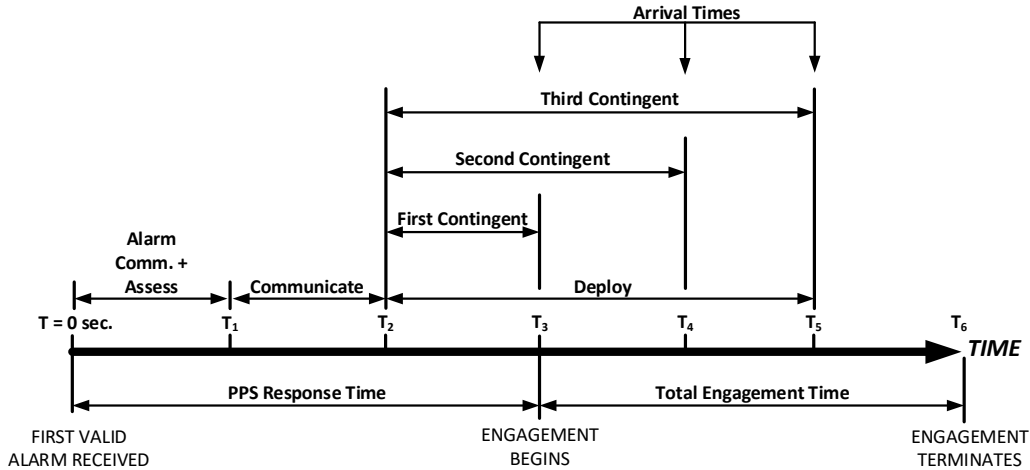 Arrival Times
Third Contingent
Second Contingent
First Contingent
Alarm
Comm. +
Assess
Communicate
Deploy
T = 0 sec.
T1
T2
T3
T4
T5
T6
TIME
PPS Response Time
Total Engagement Time
FIRST VALID
ALARM RECEIVED
ENGAGEMENT
BEGINS
ENGAGEMENT
TERMINATES